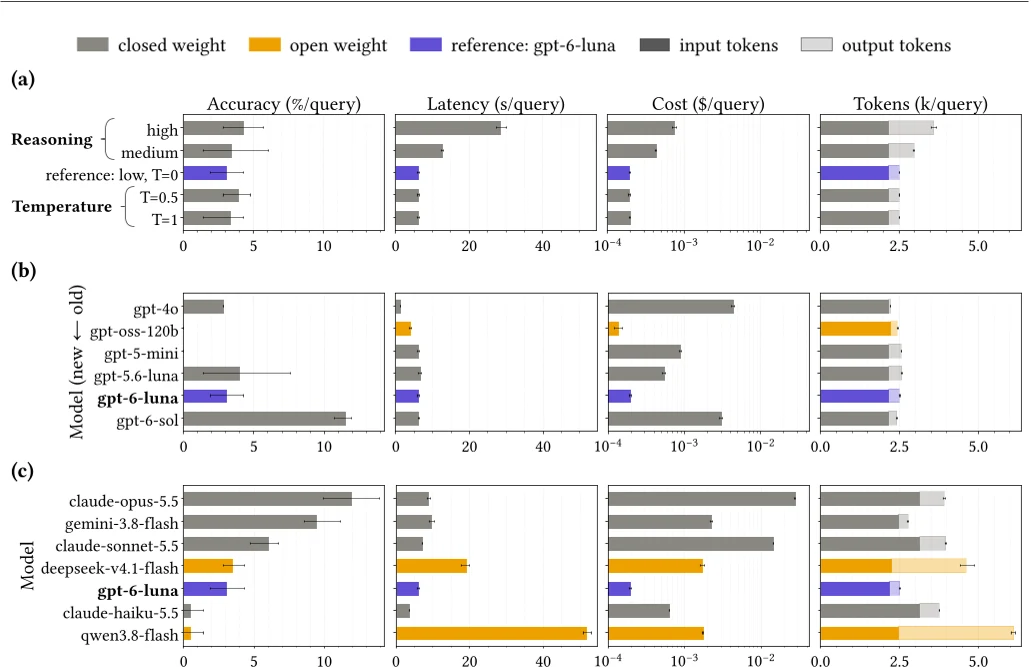 closed weight open weight reference: gpt-6-luna input tokens output tokens
(a)
Accuracy (%/query) Latency (s/query) Cost ($/query) Tokens (k/query)
Reasoning
high
medium
reference: low, T=0
Temperature
T=0.5
T=1
0 5 10 0 20 40 10⁻⁴ 10⁻³ 10⁻² 0.0 2.5 5.0
(b)
Model (new ⟵ old)
gpt-4o
gpt-oss-120b
gpt-5-mini
gpt-5.6-luna
gpt-6-luna
gpt-6-sol
0 5 10 0 20 40 10⁻⁴ 10⁻³ 10⁻² 0.0 2.5 5.0
(c)
Model
claude-opus-5.5
gemini-3.8-flash
claude-sonnet-5.5
deepseek-v4.1-flash
gpt-6-luna
claude-haiku-5.5
qwen3.8-flash
0 5 10 0 20 40 10⁻⁴ 10⁻³ 10⁻² 0.0 2.5 5.0